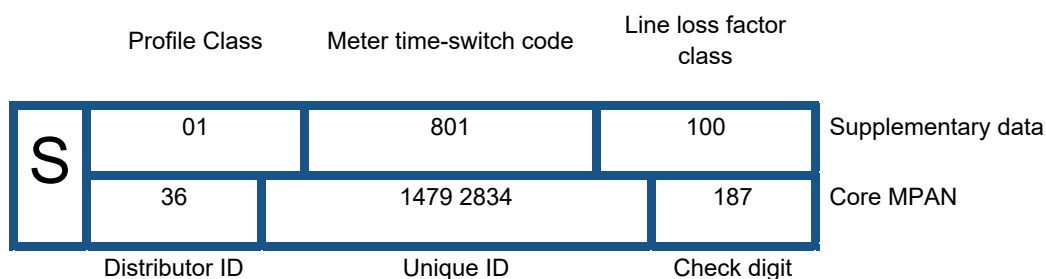 Profile Class
Meter time-switch code
Line loss factor
class
S
01
801
100
Supplementary data
36
1479 2834
187
Core MPAN
Distributor ID
Unique ID
Check digit